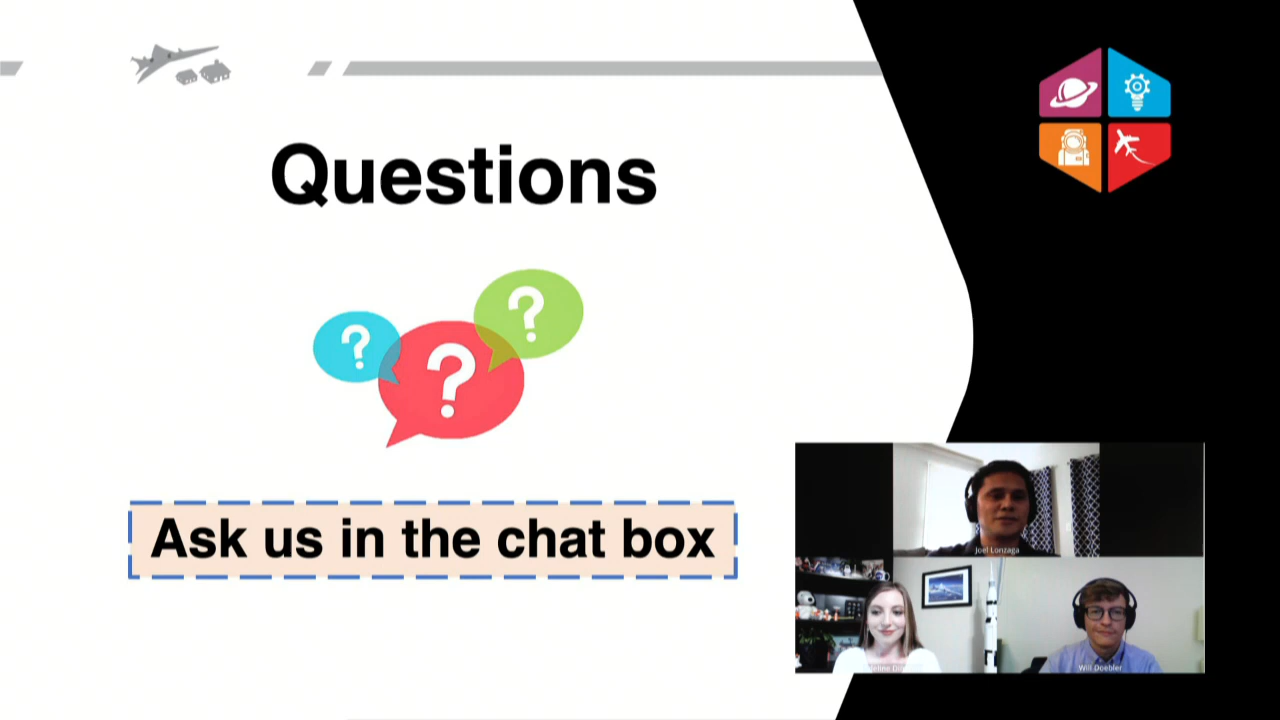 Questions
? ? ?
Ask us in the chat box
Joel Lonzaga
Will Doebler